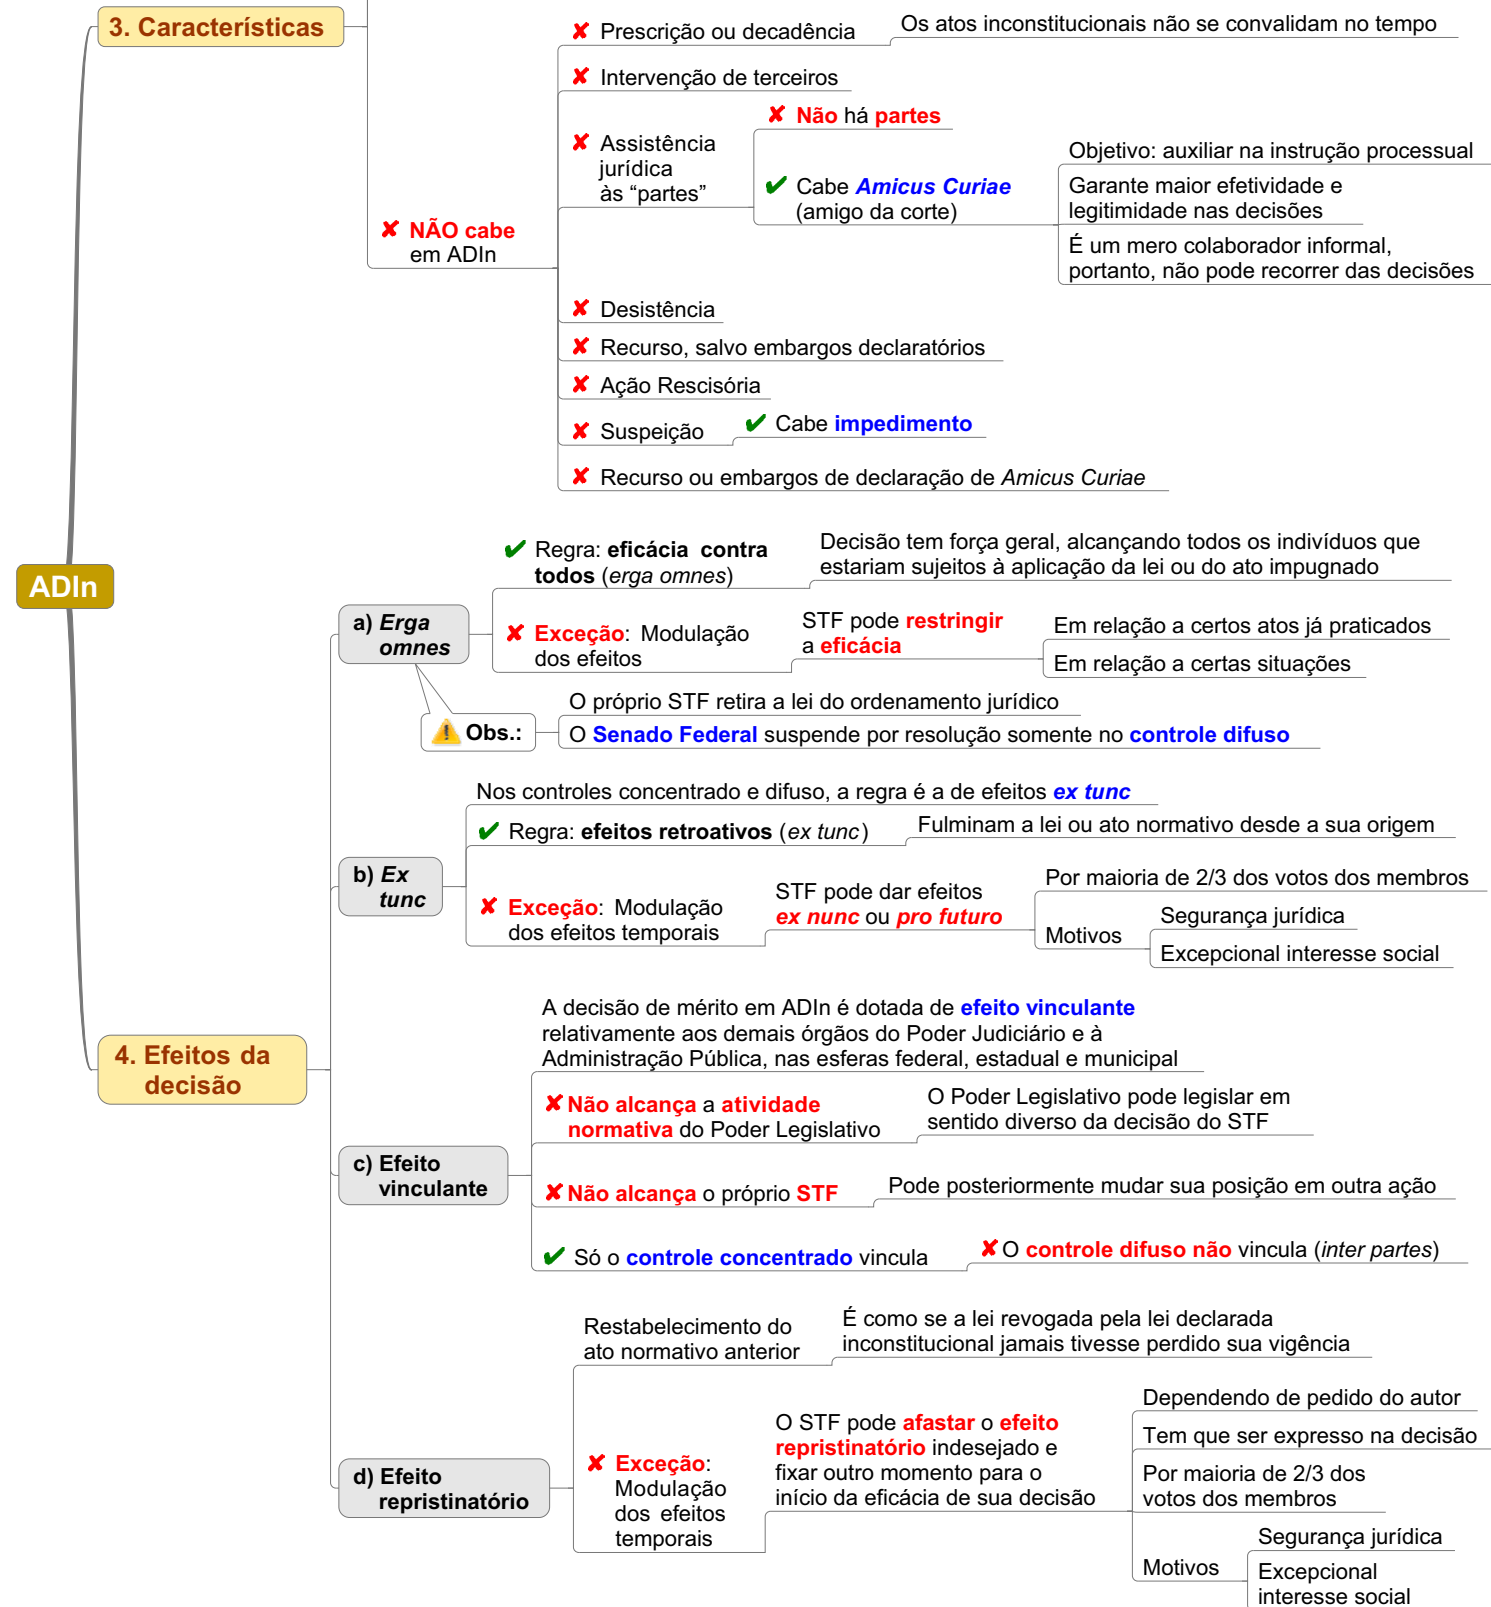 3. Características
✘ NÃO cabe
em ADIn
✘ Prescrição ou decadência
Os atos inconstitucionais não se convalidam no tempo
✘ Intervenção de terceiros
✘ Assistência
jurídica
às “partes”
✘ Não há partes
✔ Cabe Amicus Curiae
(amigo da corte)
Objetivo: auxiliar na instrução processual
Garante maior efetividade e
legitimidade nas decisões
É um mero colaborador informal,
portanto, não pode recorrer das decisões
✘ Desistência
✘ Recurso, salvo embargos declaratórios
✘ Ação Rescisória
✘ Suspeição
✔ Cabe impedimento
✘ Recurso ou embargos de declaração de Amicus Curiae
ADIn
4. Efeitos da
decisão
a) Erga
omnes
✔ Regra: eficácia contra
todos (erga omnes)
Decisão tem força geral, alcançando todos os indivíduos que
estariam sujeitos à aplicação da lei ou do ato impugnado
✘ Exceção: Modulação
dos efeitos
STF pode restringir
a eficácia
Em relação a certos atos já praticados
Em relação a certas situações
Obs.:
O próprio STF retira a lei do ordenamento jurídico
O Senado Federal suspende por resolução somente no controle difuso
b) Ex
tunc
Nos controles concentrado e difuso, a regra é a de efeitos ex tunc
✔ Regra: efeitos retroativos (ex tunc)
Fulminam a lei ou ato normativo desde a sua origem
✘ Exceção: Modulação
dos efeitos temporais
STF pode dar efeitos
ex nunc ou pro futuro
Por maioria de 2/3 dos votos dos membros
Motivos
Segurança jurídica
Excepcional interesse social
c) Efeito
vinculante
A decisão de mérito em ADIn é dotada de efeito vinculante
relativamente aos demais órgãos do Poder Judiciário e à
Administração Pública, nas esferas federal, estadual e municipal
✘ Não alcança a atividade
normativa do Poder Legislativo
O Poder Legislativo pode legislar em
sentido diverso da decisão do STF
✘ Não alcança o próprio STF
Pode posteriormente mudar sua posição em outra ação
✔ Só o controle concentrado vincula
✘ O controle difuso não vincula (inter partes)
d) Efeito
repristinatório
Restabelecimento do
ato normativo anterior
É como se a lei revogada pela lei declarada
inconstitucional jamais tivesse perdido sua vigência
✘ Exceção:
Modulação
dos efeitos
temporais
O STF pode afastar o efeito
repristinatório indesejado e
fixar outro momento para o
início da eficácia de sua decisão
Dependendo de pedido do autor
Tem que ser expresso na decisão
Por maioria de 2/3 dos
votos dos membros
Motivos
Segurança jurídica
Excepcional
interesse social